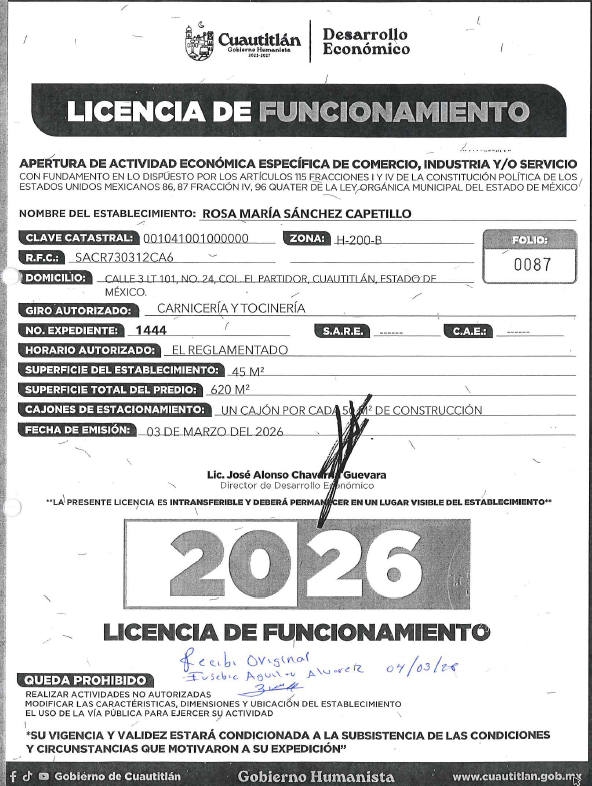 Cuautitlán
Gobierno Humanista
2025-2027
Desarrollo
Económico
LICENCIA DE FUNCIONAMIENTO
APERTURA DE ACTIVIDAD ECONÓMICA ESPECÍFICA DE COMERCIO, INDUSTRIA Y/O SERVICIO
CON FUNDAMENTO EN LO DISPUESTO POR LOS ARTÍCULOS 115 FRACCIONES I Y IV DE LA CONSTITUCIÓN POLÍTICA DE LOS
ESTADOS UNIDOS MEXICANOS 86, 87 FRACCIÓN IV, 96 QUATER DE LA LEY ORGÁNICA MUNICIPAL DEL ESTADO DE MÉXICO
NOMBRE DEL ESTABLECIMIENTO: ROSA MARÍA SÁNCHEZ CAPETILLO
CLAVE CATASTRAL: 001041001000000 ZONA: H-200-B
FOLIO:
0087
R.F.C.: SACR730312CA6
DOMICILIO: CALLE 3 LT 101, NO. 24, COL. EL PARTIDOR, CUAUTITLÁN, ESTADO DE
MÉXICO.
GIRO AUTORIZADO: CARNICERÍA Y TOCINERÍA
NO. EXPEDIENTE: 1444 S.A.R.E. ------ C.A.E.: ------
HORARIO AUTORIZADO: EL REGLAMENTADO
SUPERFICIE DEL ESTABLECIMIENTO: 45 M²
SUPERFICIE TOTAL DEL PREDIO: 620 M²
CAJONES DE ESTACIONAMIENTO: UN CAJÓN POR CADA 50 M² DE CONSTRUCCIÓN
FECHA DE EMISIÓN: 03 DE MARZO DEL 2026
Lic. José Alonso Chavarría Guevara
Director de Desarrollo Económico
**LA PRESENTE LICENCIA ES INTRANSFERIBLE Y DEBERÁ PERMANECER EN UN LUGAR VISIBLE DEL ESTABLECIMIENTO**
2026
LICENCIA DE FUNCIONAMIENTO
Recibi Original
Eusebio Aguilar Alvarez 04/03/26
QUEDA PROHIBIDO
REALIZAR ACTIVIDADES NO AUTORIZADAS
MODIFICAR LAS CARACTERÍSTICAS, DIMENSIONES Y UBICACIÓN DEL ESTABLECIMIENTO
EL USO DE LA VÍA PÚBLICA PARA EJERCER SU ACTIVIDAD
"SU VIGENCIA Y VALIDEZ ESTARÁ CONDICIONADA A LA SUBSISTENCIA DE LAS CONDICIONES
Y CIRCUNSTANCIAS QUE MOTIVARON A SU EXPEDICIÓN"
Gobierno de Cuautitlán Gobierno Humanista www.cuautitlan.gob.mx